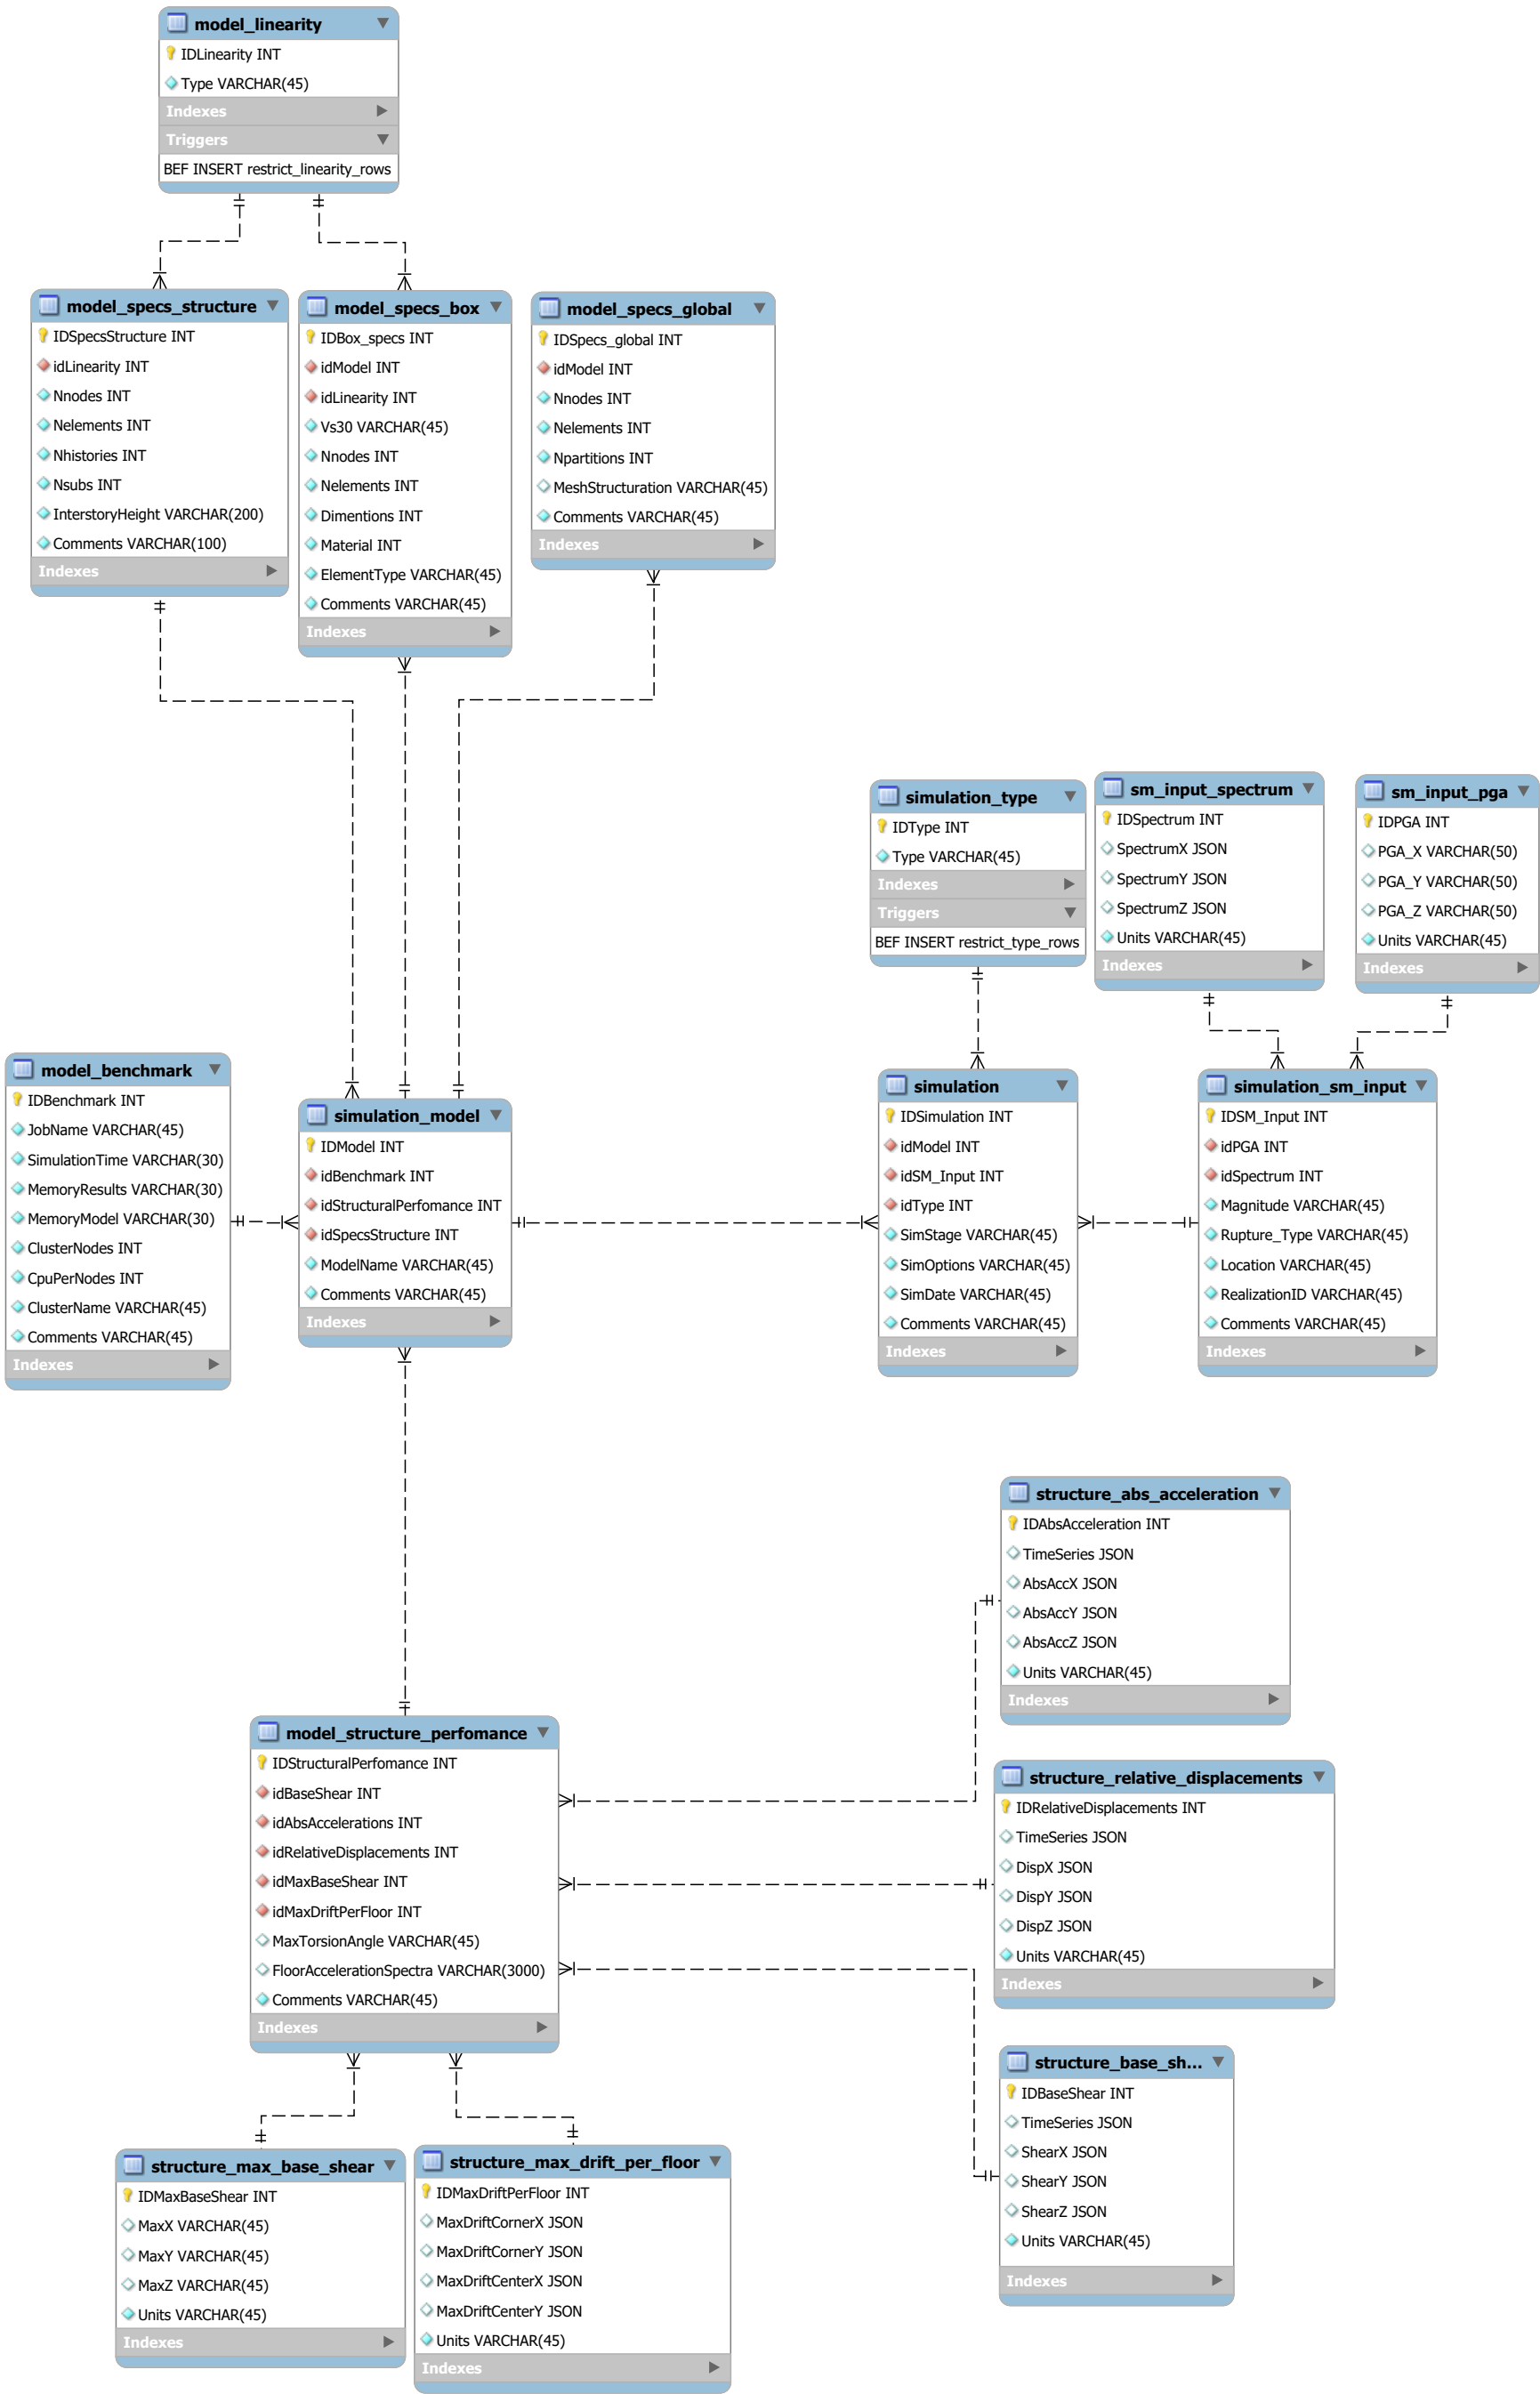 model_linearity
IDLinearity INT
Type VARCHAR(45)
Indexes
Triggers
BEF INSERT restrict_linearity_rows
model_specs_structure
IDSpecsStructure INT
idLinearity INT
Nnodes INT
Nelements INT
Nhistories INT
Nsubs INT
InterstoryHeight VARCHAR(200)
Comments VARCHAR(100)
Indexes
model_specs_box
IDBox_specs INT
idModel INT
idLinearity INT
Vs30 VARCHAR(45)
Nnodes INT
Nelements INT
Dimentions INT
Material INT
ElementType VARCHAR(45)
Comments VARCHAR(45)
Indexes
model_specs_global
IDSpecs_global INT
idModel INT
Nnodes INT
Nelements INT
Npartitions INT
MeshStructuration VARCHAR(45)
Comments VARCHAR(45)
Indexes
simulation_type
IDType INT
Type VARCHAR(45)
Indexes
Triggers
BEF INSERT restrict_type_rows
sm_input_spectrum
IDSpectrum INT
SpectrumX JSON
SpectrumY JSON
SpectrumZ JSON
Units VARCHAR(45)
Indexes
sm_input_pga
IDPGA INT
PGA_X VARCHAR(50)
PGA_Y VARCHAR(50)
PGA_Z VARCHAR(50)
Units VARCHAR(45)
Indexes
model_benchmark
IDBenchmark INT
JobName VARCHAR(45)
SimulationTime VARCHAR(30)
MemoryResults VARCHAR(30)
MemoryModel VARCHAR(30)
ClusterNodes INT
CpuPerNodes INT
ClusterName VARCHAR(45)
Comments VARCHAR(45)
Indexes
simulation_model
IDModel INT
idBenchmark INT
idStructuralPerfomance INT
idSpecsStructure INT
ModelName VARCHAR(45)
Comments VARCHAR(45)
Indexes
simulation
IDSimulation INT
idModel INT
idSM_Input INT
idType INT
SimStage VARCHAR(45)
SimOptions VARCHAR(45)
SimDate VARCHAR(45)
Comments VARCHAR(45)
Indexes
simulation_sm_input
IDSM_Input INT
idPGA INT
idSpectrum INT
Magnitude VARCHAR(45)
Rupture_Type VARCHAR(45)
Location VARCHAR(45)
RealizationID VARCHAR(45)
Comments VARCHAR(45)
Indexes
structure_abs_acceleration
IDAbsAcceleration INT
TimeSeries JSON
AbsAccX JSON
AbsAccY JSON
AbsAccZ JSON
Units VARCHAR(45)
Indexes
model_structure_perfomance
IDStructuralPerfomance INT
idBaseShear INT
idAbsAccelerations INT
idRelativeDisplacements INT
idMaxBaseShear INT
idMaxDriftPerFloor INT
MaxTorsionAngle VARCHAR(45)
FloorAccelerationSpectra VARCHAR(3000)
Comments VARCHAR(45)
Indexes
structure_relative_displacements
IDRelativeDisplacements INT
TimeSeries JSON
DispX JSON
DispY JSON
DispZ JSON
Units VARCHAR(45)
Indexes
structure_base_sh...
IDBaseShear INT
TimeSeries JSON
ShearX JSON
ShearY JSON
ShearZ JSON
Units VARCHAR(45)
Indexes
structure_max_base_shear
IDMaxBaseShear INT
MaxX VARCHAR(45)
MaxY VARCHAR(45)
MaxZ VARCHAR(45)
Units VARCHAR(45)
Indexes
structure_max_drift_per_floor
IDMaxDriftPerFloor INT
MaxDriftCornerX JSON
MaxDriftCornerY JSON
MaxDriftCenterX JSON
MaxDriftCenterY JSON
Units VARCHAR(45)
Indexes